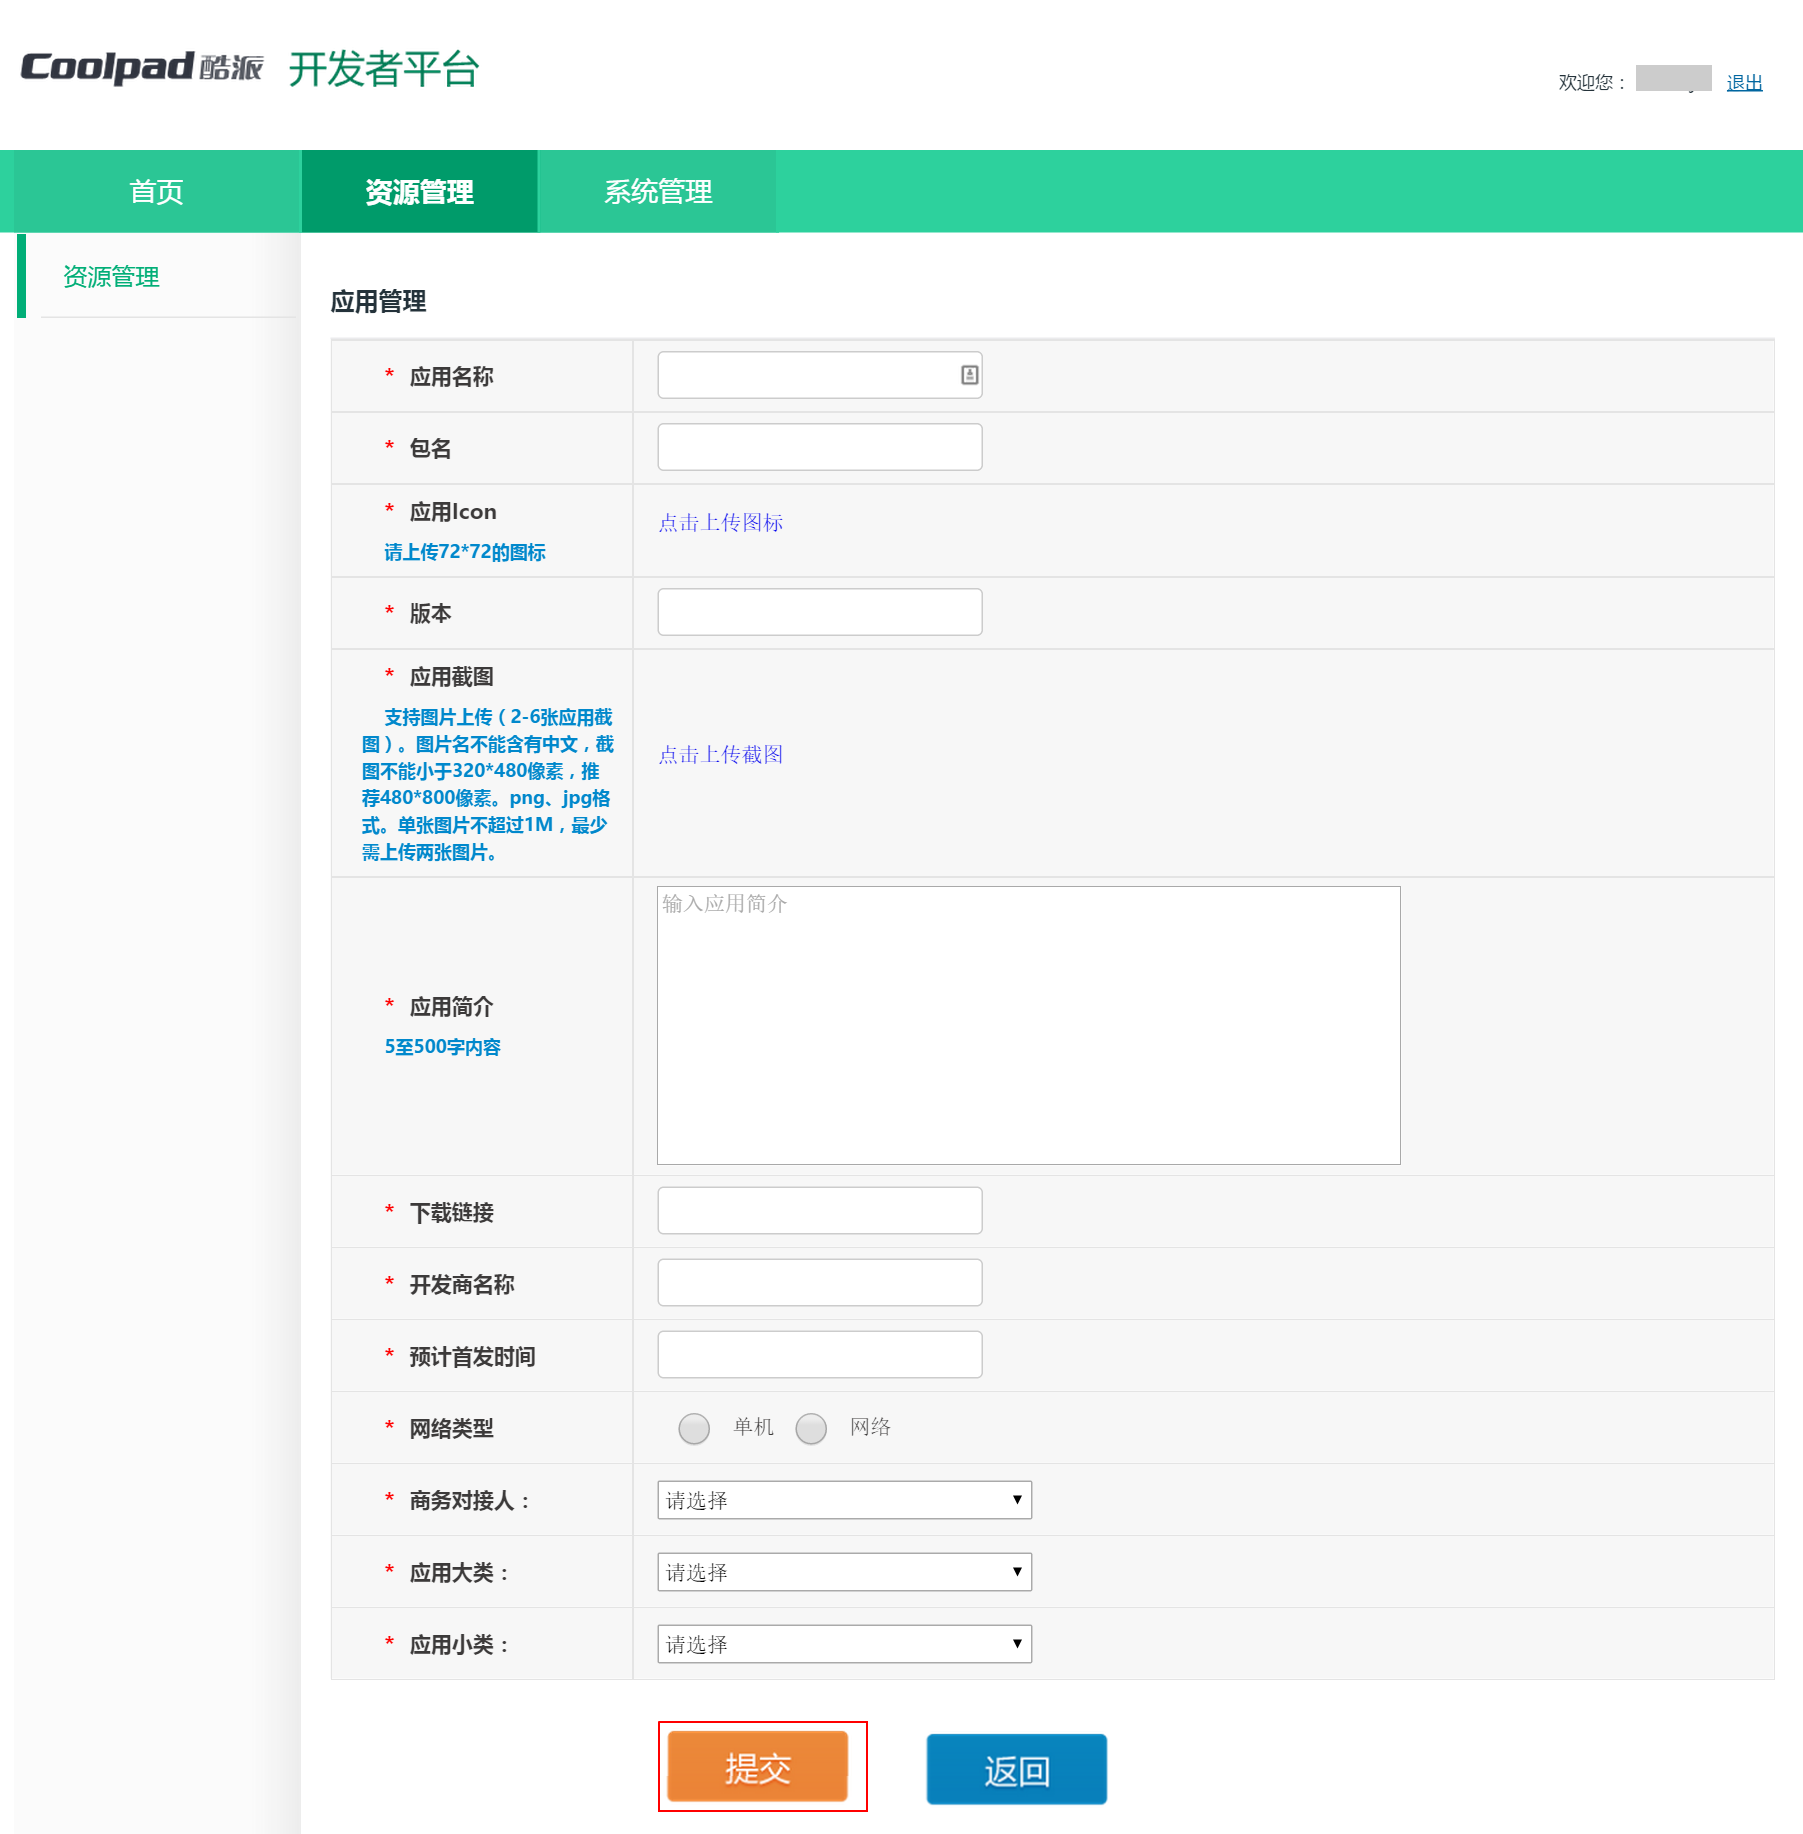 Coolpad 酷派 开发者平台
欢迎您： 退出
首页 资源管理 系统管理
资源管理
应用管理
* 应用名称
* 包名
* 应用Icon
请上传72*72的图标
点击上传图标
* 版本
* 应用截图
支持图片上传（2-6张应用截
图）。图片名不能含有中文，截
图不能小于320*480像素，推
荐480*800像素。png、jpg格
式。单张图片不超过1M，最少
需上传两张图片。
点击上传截图
* 应用简介
5至500字内容
输入应用简介
* 下载链接
* 开发商名称
* 预计首发时间
* 网络类型 单机 网络
* 商务对接人： 请选择
* 应用大类： 请选择
* 应用小类： 请选择
提交 返回